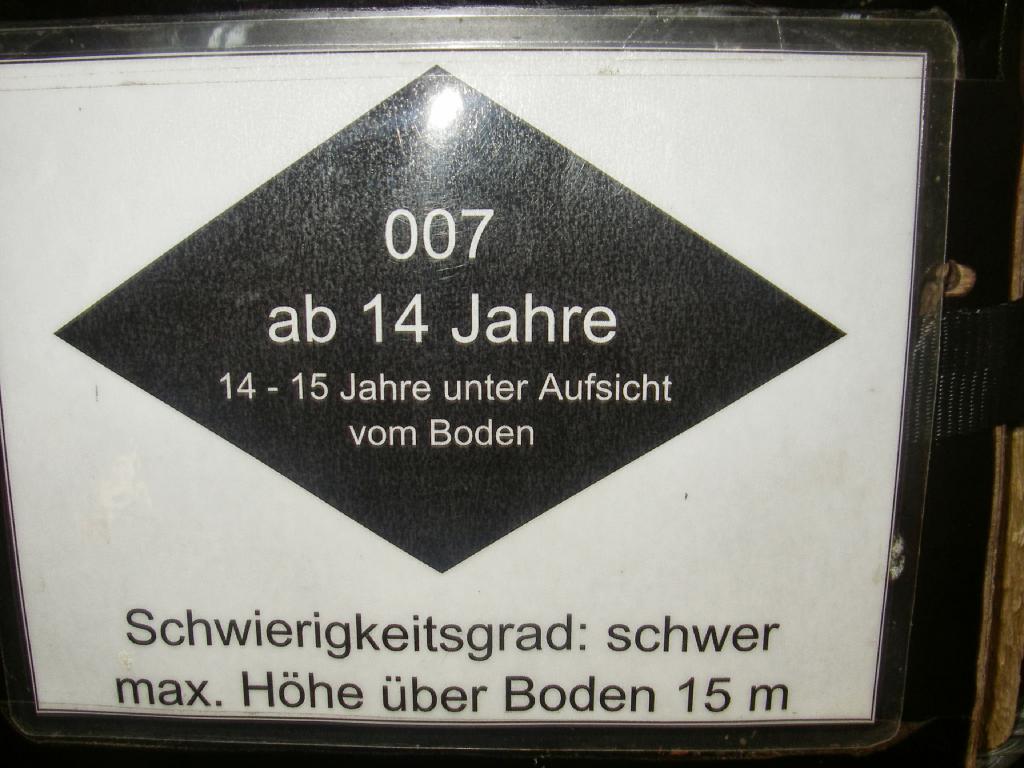 007
ab 14 Jahre
14 - 15 Jahre unter Aufsicht
vom Boden
Schwierigkeitsgrad: schwer
max. Höhe über Boden 15 m